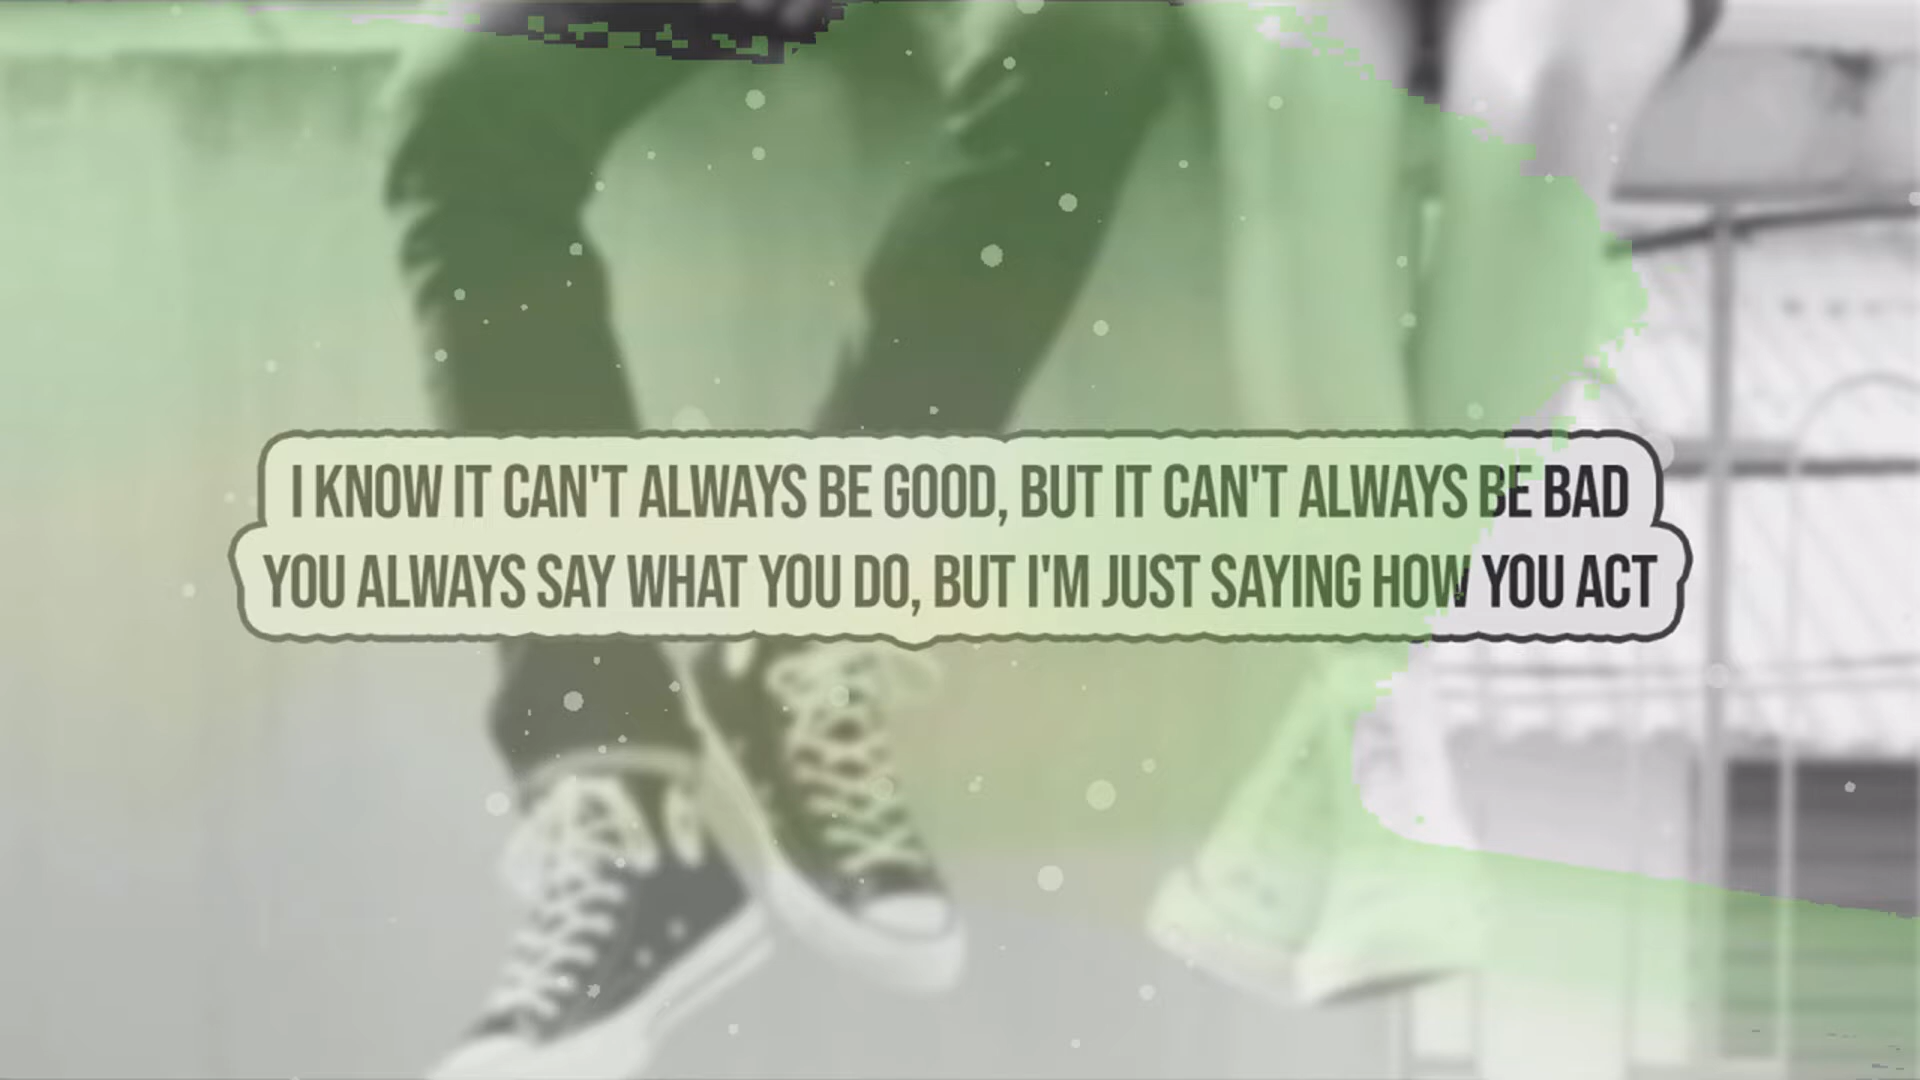 I KNOW IT CAN'T ALWAYS BE GOOD, BUT IT CAN'T ALWAYS BE BAD
YOU ALWAYS SAY WHAT YOU DO, BUT I'M JUST SAYING HOW YOU ACT